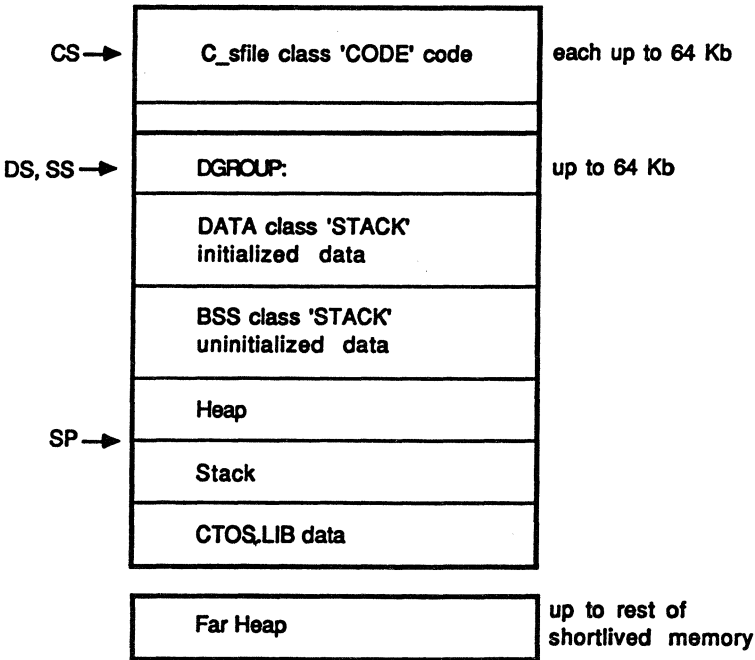 CS C_sfile class 'CODE' code each up to 64 Kb
DS, SS DGROUP: up to 64 Kb
DATA class 'STACK'
initialized data
BSS class 'STACK'
uninitialized data
Heap
SP
Stack
CTOS.LIB data
Far Heap
up to rest of
shortlived memory